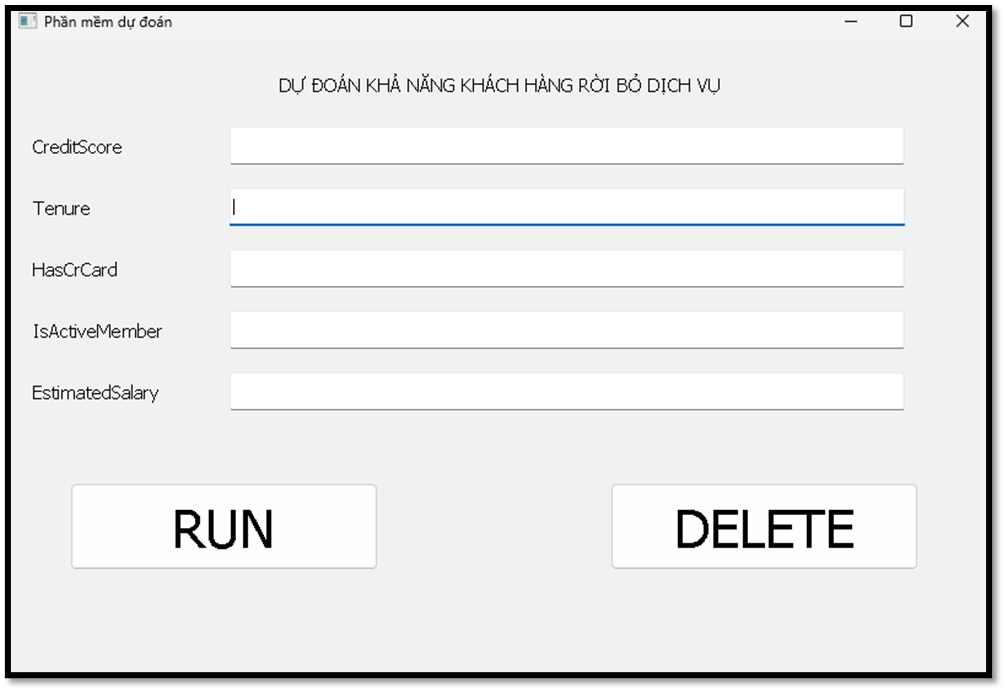 Phần mềm dự đoán
DỰ ĐOÁN KHẢ NĂNG KHÁCH HÀNG RỜI BỎ DỊCH VỤ
CreditScore
Tenure
HasCrCard
IsActiveMember
EstimatedSalary
RUN DELETE